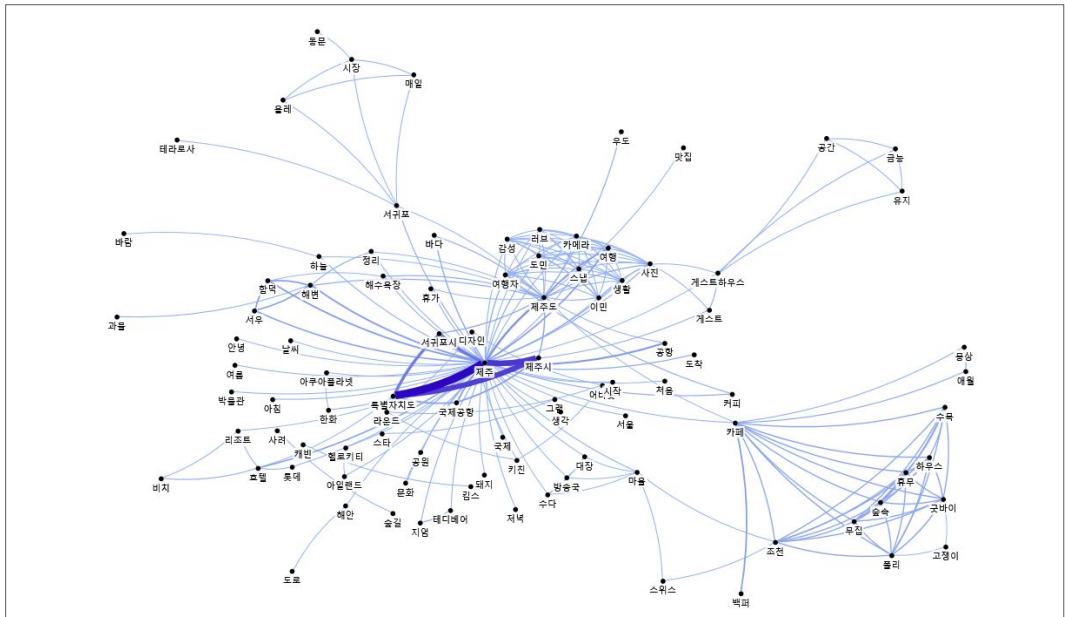 동문
시장
매일
올레
테라로사
우도
맛집
공간
금능
유지
서귀포
바람
바다
감성
러브
카메라
여행
정리
하늘
도민
사진
함덕
해변
해수욕장
여행자
스냅
생활
게스트하우스
휴가
제주도
이민
과물
서우
게스트
서귀포시
디자인
안녕
날씨
제주
제주시
공항
도착
몽상
여름
아쿠아플라넷
애월
박물관
아침
특별자치도
국제공항
그램
시작
처음
커피
한화
라운드
생각
서울
카페
수목
리조트
사려
캐빈
스타
국제
헬로키티
공원
키친
대장
하우스
비치
호텔
롯데
아일랜드
문화
킴스
돼지
방송국
마을
휴무
해안
숲길
지엄
테디베어
저녁
수다
숲속
굿바이
무집
조천
폴리
고쟁이
도로
스위스
백퍼